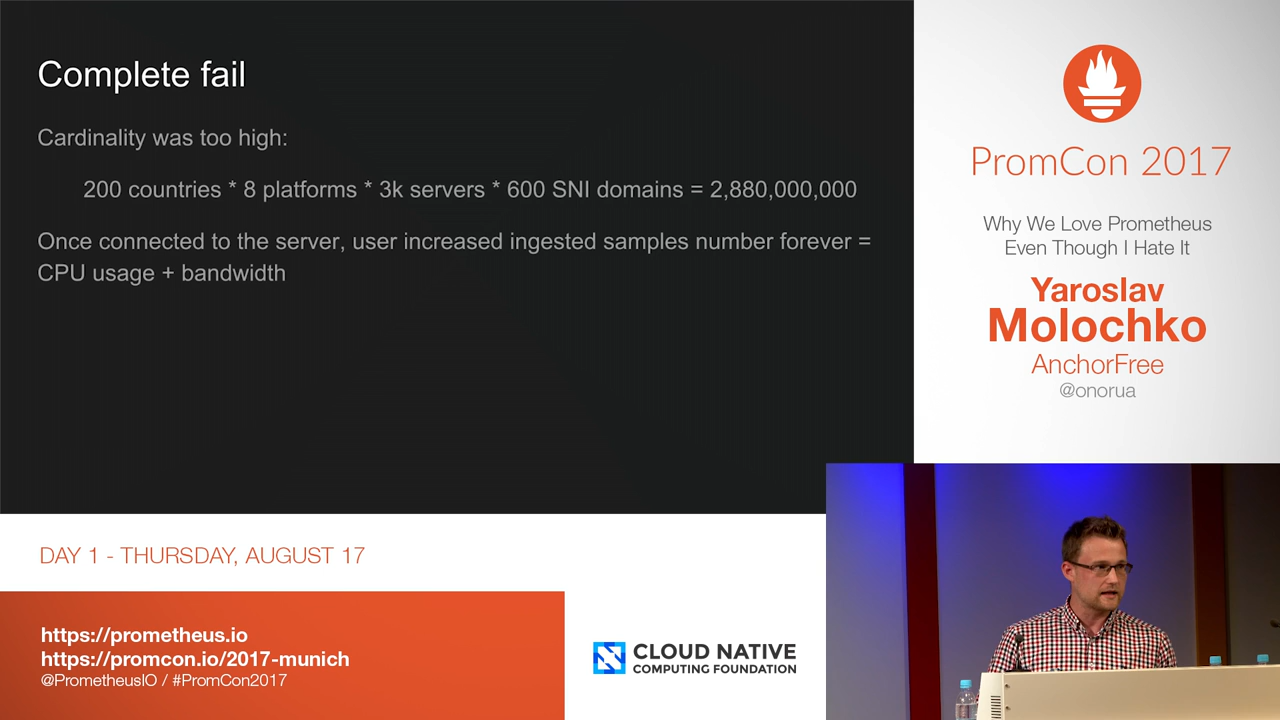 Complete fail
Cardinality was too high:
200 countries * 8 platforms * 3k servers * 600 SNI domains = 2,880,000,000
Once connected to the server, user increased ingested samples number forever =
CPU usage + bandwidth
PromCon 2017
Why We Love Prometheus
Even Though I Hate It
Yaroslav
Molochko
AnchorFree
@onorua
DAY 1 - THURSDAY, AUGUST 17
https://prometheus.io
https://promcon.io/2017-munich
@PrometheusIO / #PromCon2017
CLOUD NATIVE
COMPUTING FOUNDATION